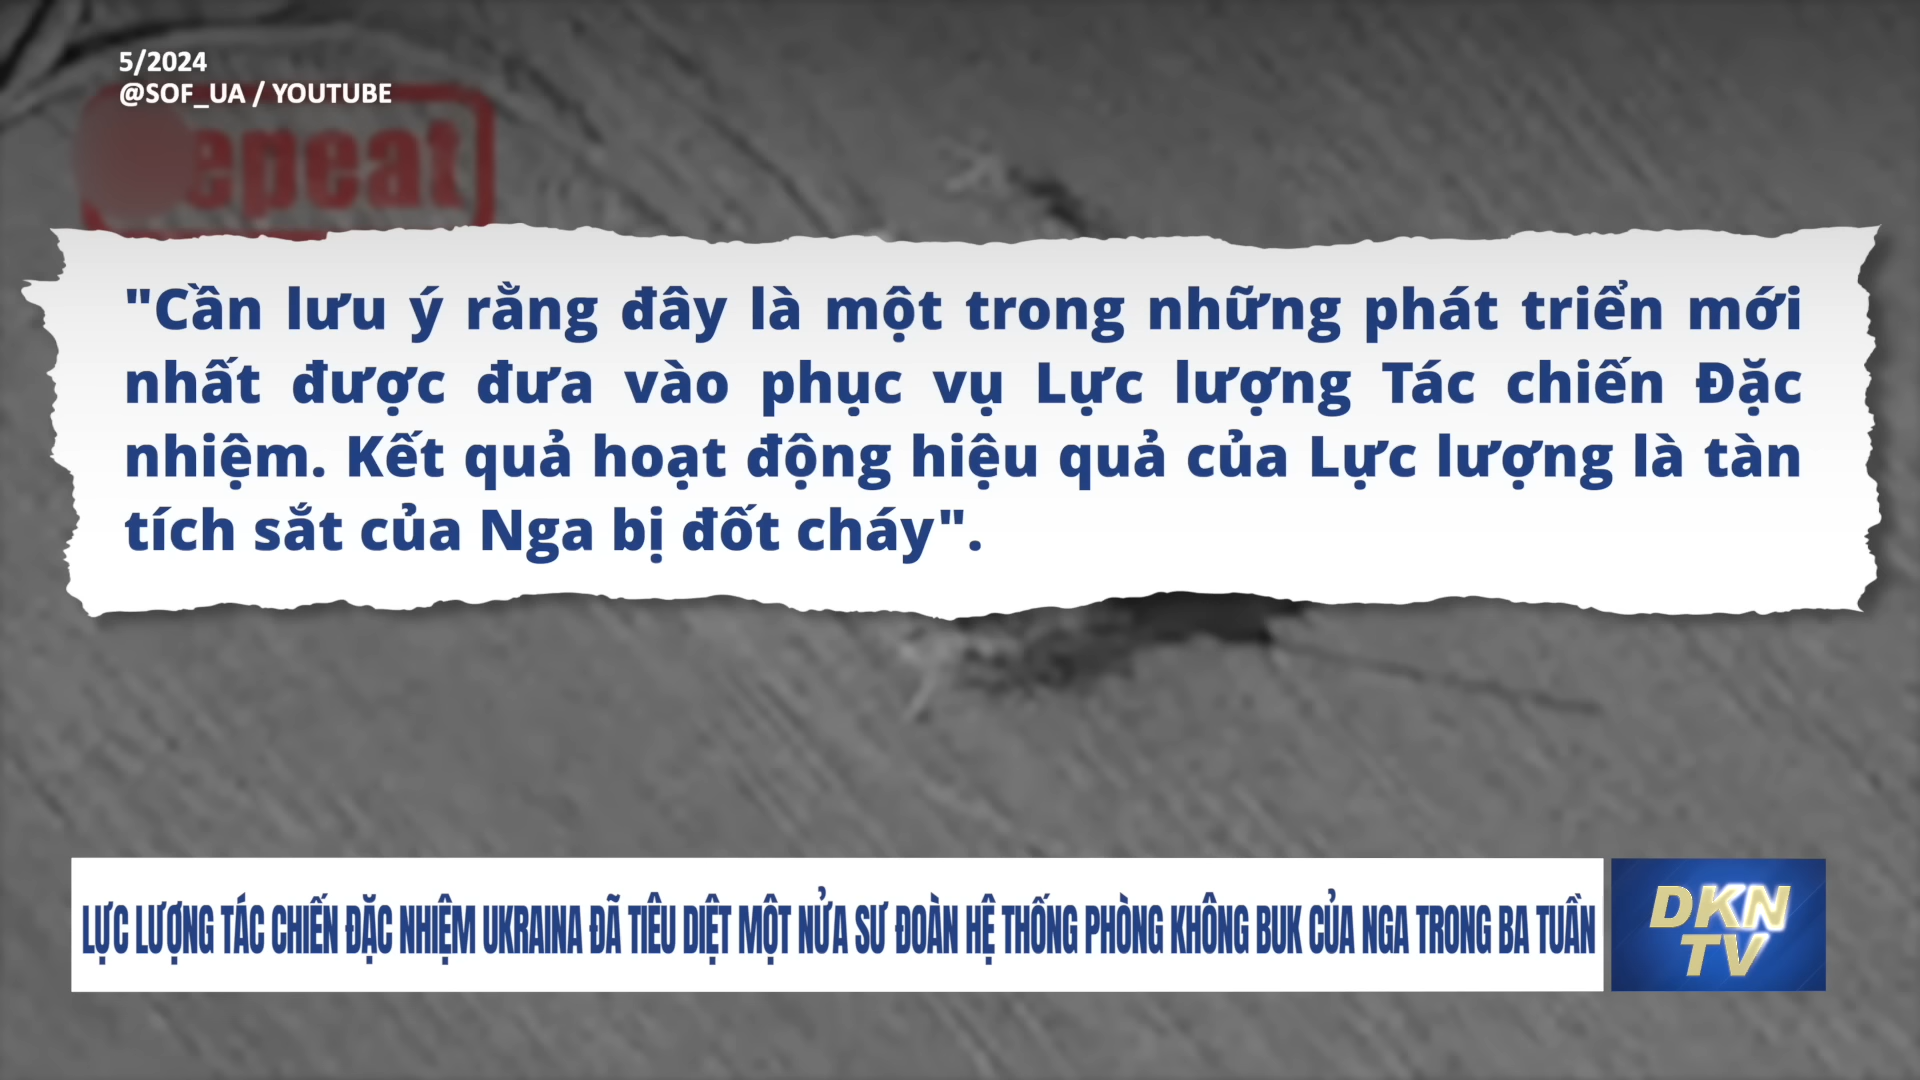 5/2024
@SOF_UA / YOUTUBE
epeat
"Cần lưu ý rằng đây là một trong những phát triển mới
nhất được đưa vào phục vụ Lực lượng Tác chiến Đặc
nhiệm. Kết quả hoạt động hiệu quả của Lực lượng là tàn
tích sắt của Nga bị đốt cháy".
LỰC LƯỢNG TÁC CHIẾN ĐẶC NHIỆM UKRAINA ĐÃ TIÊU DIỆT MỘT NỬA SƯ ĐOÀN HỆ THỐNG PHÒNG KHÔNG BUK CỦA NGA TRONG BA TUẦN
DKN
TV